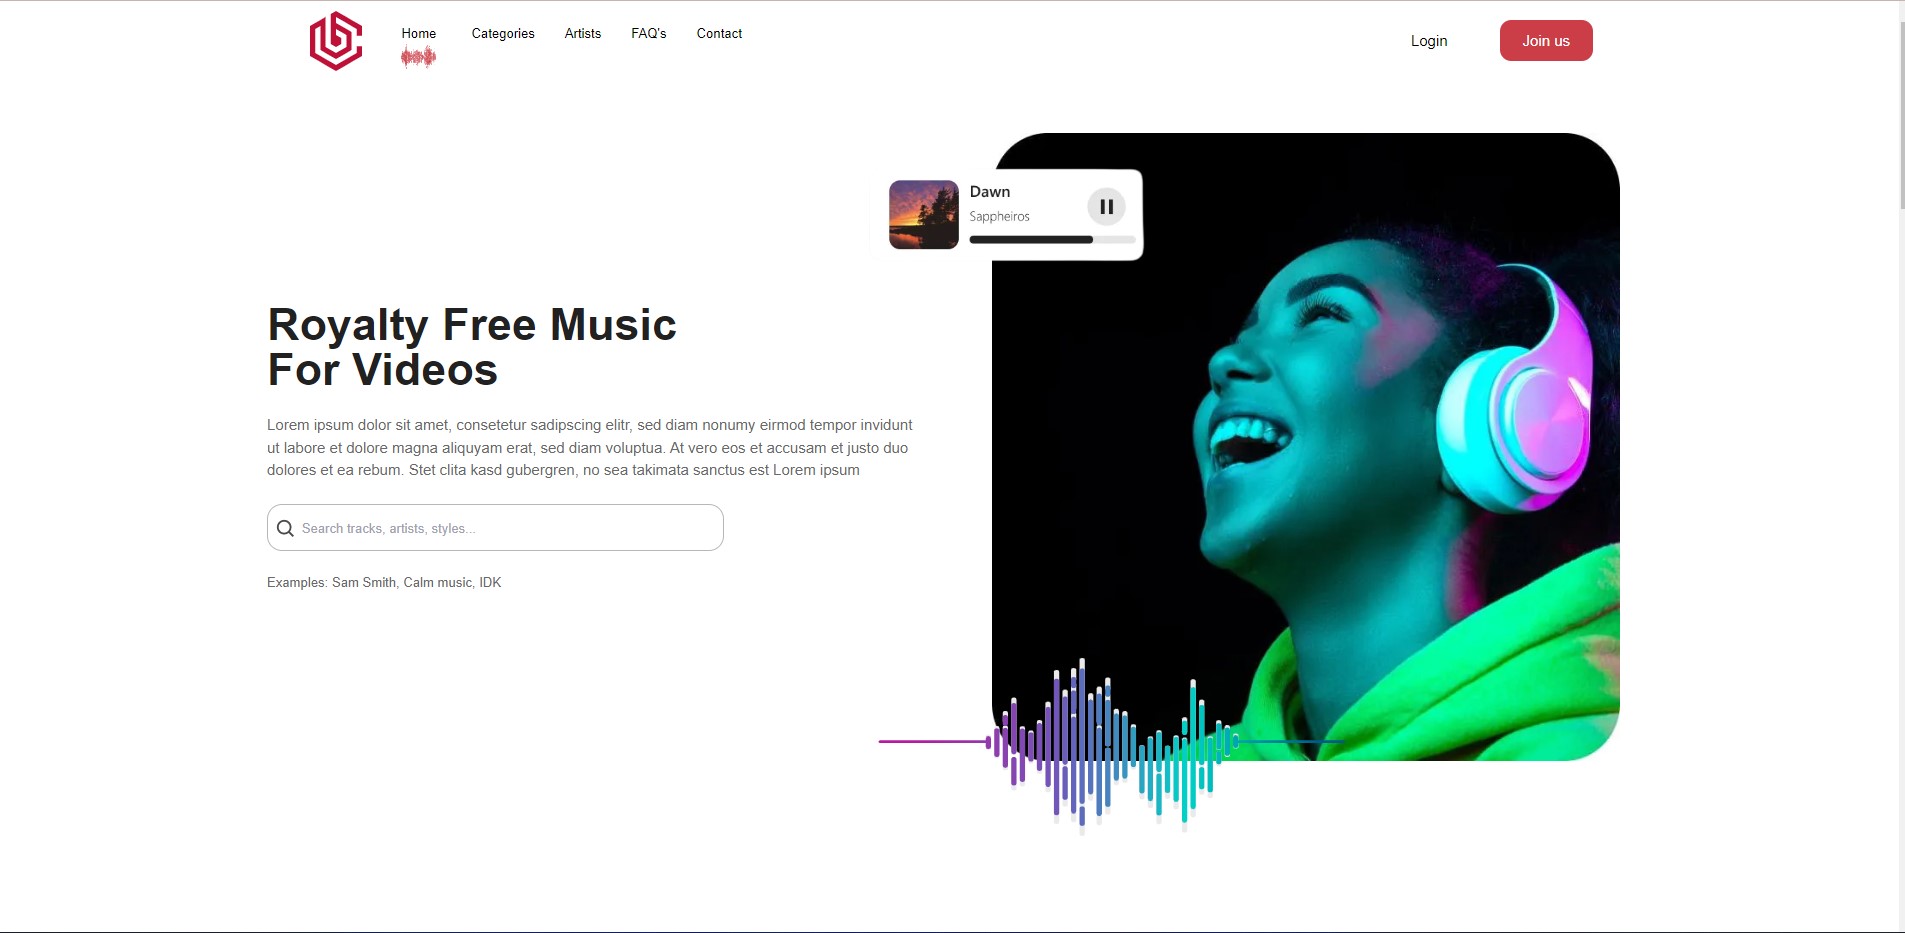 Home
Categories
Artists
FAQ's
Contact
Login
Join us
Dawn
Sappheiros
Royalty Free Music
For Videos
Lorem ipsum dolor sit amet, consetetur sadipscing elitr, sed diam nonumy eirmod tempor invidunt
ut labore et dolore magna aliquyam erat, sed diam voluptua. At vero eos et accusam et justo duo
dolores et ea rebum. Stet clita kasd gubergren, no sea takimata sanctus est Lorem ipsum
Search tracks, artists, styles...
Examples: Sam Smith, Calm music, IDK